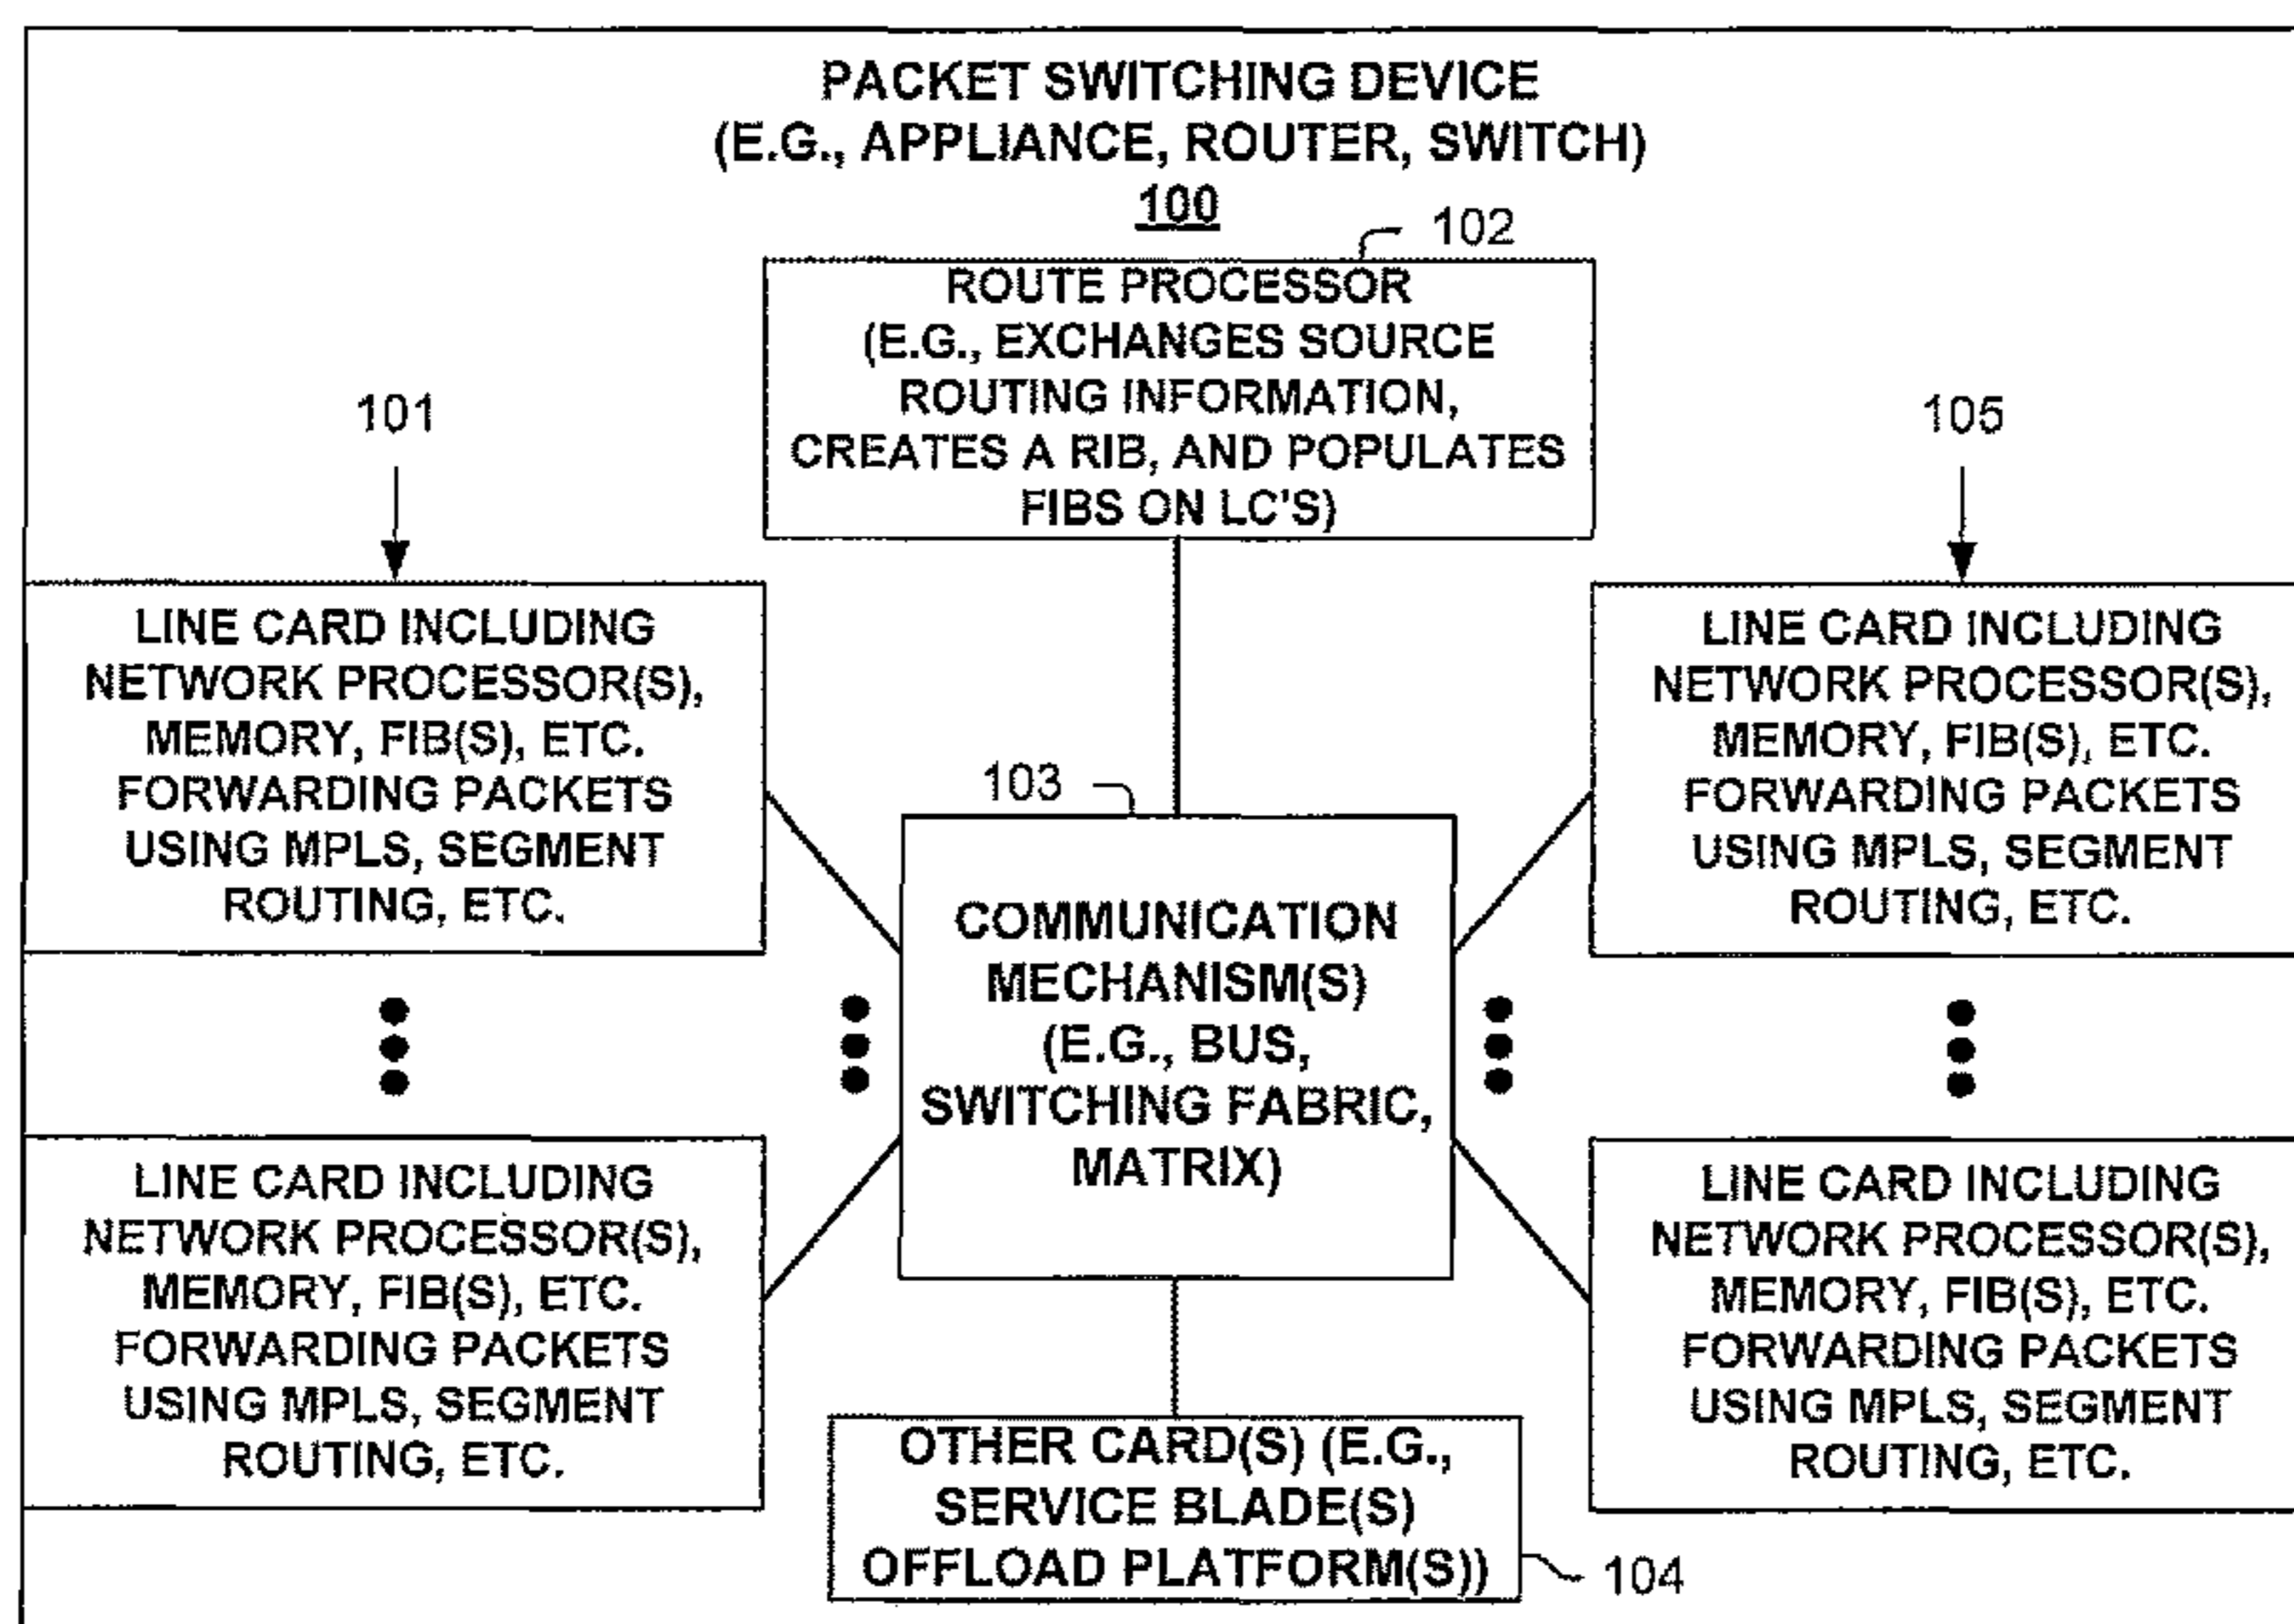 PACKET SWITCHING DEVICE
(E.G., APPLIANCE, ROUTER, SWITCH)
100
102
ROUTE PROCESSOR
(E.G., EXCHANGES SOURCE
ROUTING INFORMATION,
CREATES A RIB, AND POPULATES
FIBS ON LC'S)
101
105
LINE CARD INCLUDING
NETWORK PROCESSOR(S),
MEMORY, FIB(S), ETC.
FORWARDING PACKETS
USING MPLS, SEGMENT
ROUTING, ETC.
LINE CARD INCLUDING
NETWORK PROCESSOR(S),
MEMORY, FIB(S), ETC.
FORWARDING PACKETS
USING MPLS, SEGMENT
ROUTING, ETC.
103
COMMUNICATION
MECHANISM(S)
(E.G., BUS,
SWITCHING FABRIC,
MATRIX)
LINE CARD INCLUDING
NETWORK PROCESSOR(S),
MEMORY, FIB(S), ETC.
FORWARDING PACKETS
USING MPLS, SEGMENT
ROUTING, ETC.
LINE CARD INCLUDING
NETWORK PROCESSOR(S),
MEMORY, FIB(S), ETC.
FORWARDING PACKETS
USING MPLS, SEGMENT
ROUTING, ETC.
OTHER CARD(S) (E.G.,
SERVICE BLADE(S)
OFFLOAD PLATFORM(S))
104